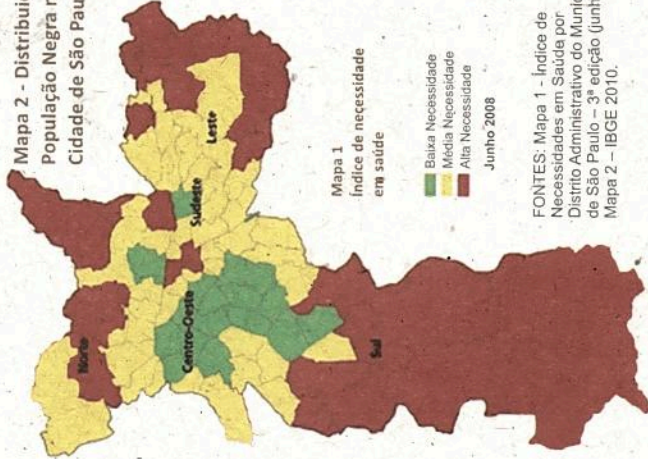 Mapa 2 - Distribuiç
População Negra n
Cidade de São Paul
Norte
Centro-Oeste
Sudeste
Leste
Sul
Mapa 1
Índice de necessidade
em saúde
Baixa Necessidade
Média Necessidade
Alta Necessidade
Junho 2008
FONTES: Mapa 1 - Índice de
Necessidades em Saúde por
Distrito Administrativo do Munic
de São Paulo – 3ª edição (junh
Mapa 2 – IBGE 2010.